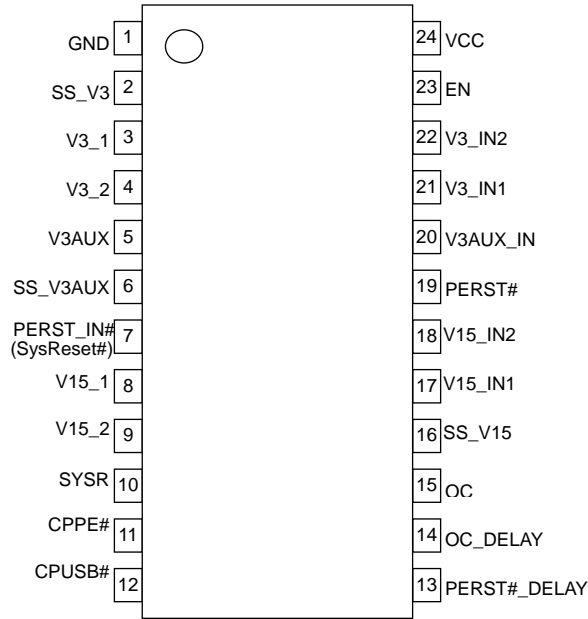 GND 1
SS_V3 2
V3_1 3
V3_2 4
V3AUX 5
SS_V3AUX 6
PERST_IN# 7
(SysReset#)
V15_1 8
V15_2 9
SYSR 10
CPPE# 11
CPUSB# 12
24 VCC
23 EN
22 V3_IN2
21 V3_IN1
20 V3AUX_IN
19 PERST#
18 V15_IN2
17 V15_IN1
16 SS_V15
15 OC
14 OC_DELAY
13 PERST#_DELAY